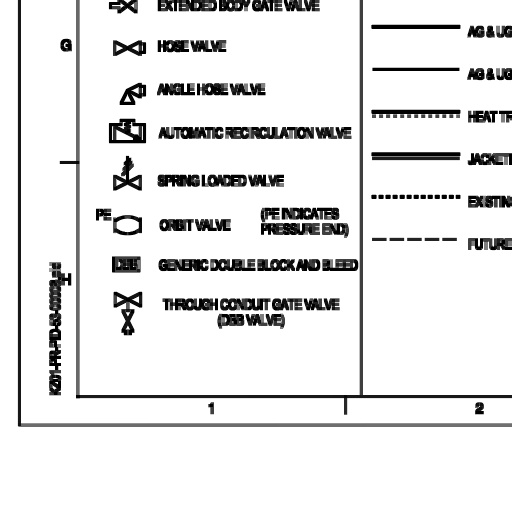 EXTENDED BODY GATE VALVE
G
HOSE VALVE
ANGLE HOSE VALVE
AUTOMATIC RECIRCULATION VALVE
SPRING LOADED VALVE
PE
ORBIT VALVE
(PE INDICATES
PRESSURE END)
DBB
GENERIC DOUBLE BLOCK AND BLEED
H
THROUGH CONDUIT GATE VALVE
(DBB VALVE)
AG & UG
AG & UG
HEAT TR
JACKETE
EXISTING
FUTURE
1
2